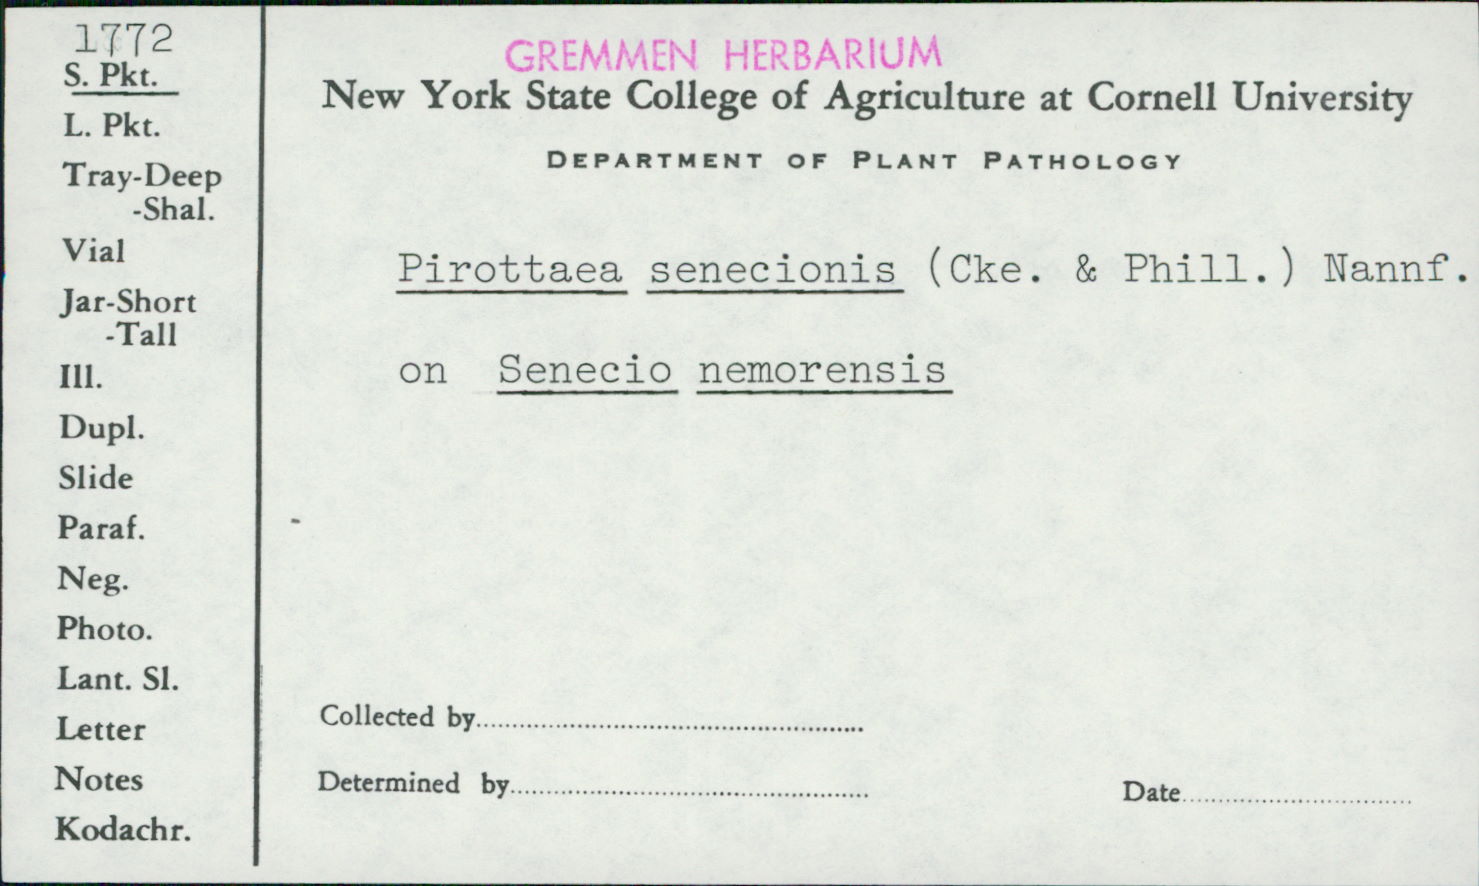 1772
S. Pkt.
L. Pkt.
Tray-Deep
-Shal.
Vial
Jar-Short
-Tall
Ill.
Dupl.
Slide
Paraf.
Neg.
Photo.
Lant. Sl.
Letter
Notes
Kodachr.
GREMMEN HERBARIUM
New York State College of Agriculture at Cornell University
DEPARTMENT OF PLANT PATHOLOGY
Pirottaea senecionis (Cke. & Phill.) Nannf.
on Senecio nemorensis
Collected by
Determined by
Date